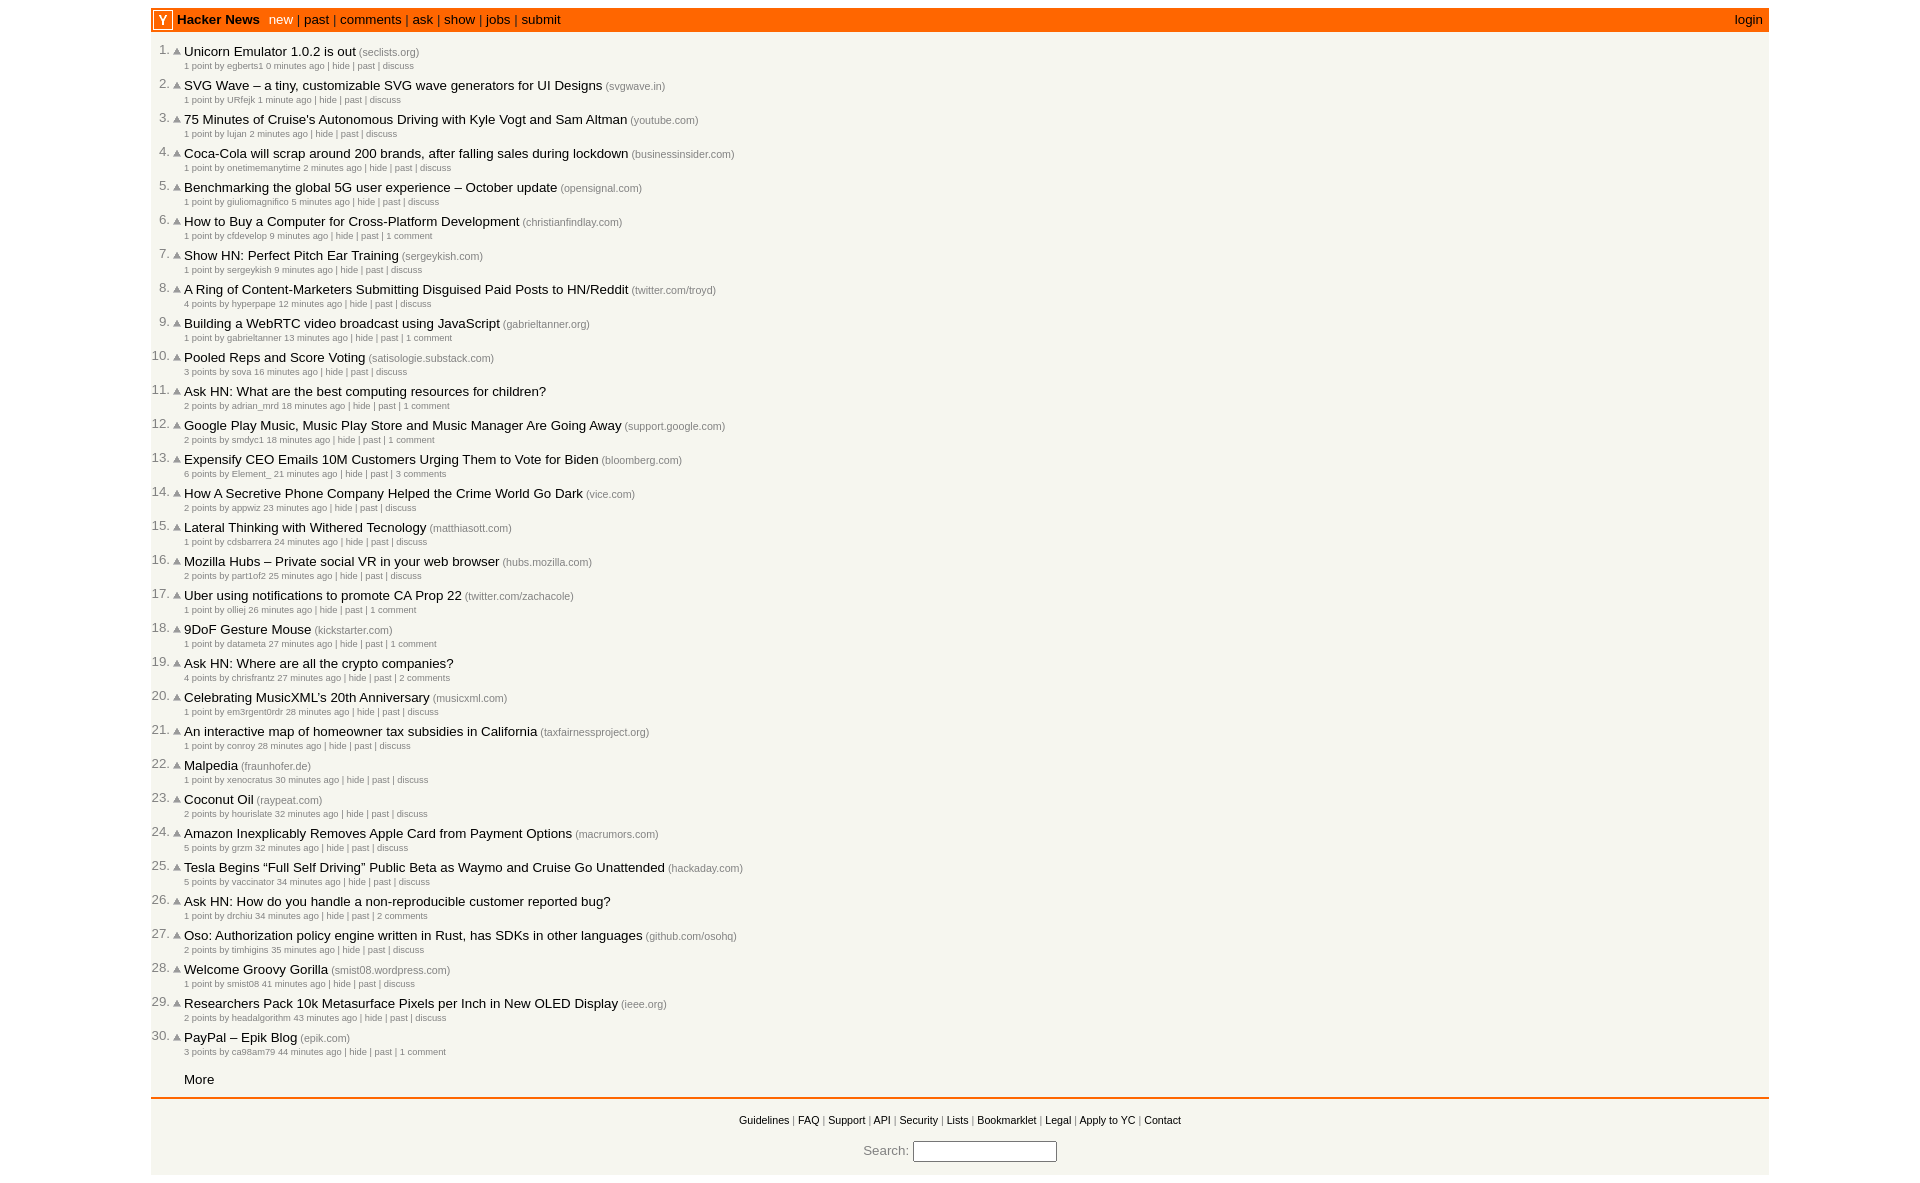 Y Hacker News new | past | comments | ask | show | jobs | submit login
1. Unicorn Emulator 1.0.2 is out (seclists.org)
1 point by egberts1 0 minutes ago | hide | past | discuss
2. SVG Wave – a tiny, customizable SVG wave generators for UI Designs (svgwave.in)
1 point by URfejk 1 minute ago | hide | past | discuss
3. 75 Minutes of Cruise's Autonomous Driving with Kyle Vogt and Sam Altman (youtube.com)
1 point by lujan 2 minutes ago | hide | past | discuss
4. Coca-Cola will scrap around 200 brands, after falling sales during lockdown (businessinsider.com)
1 point by onetimemanytime 2 minutes ago | hide | past | discuss
5. Benchmarking the global 5G user experience – October update (opensignal.com)
1 point by giuliomagnifico 5 minutes ago | hide | past | discuss
6. How to Buy a Computer for Cross-Platform Development (christianfindlay.com)
1 point by cfdevelop 9 minutes ago | hide | past | 1 comment
7. Show HN: Perfect Pitch Ear Training (sergeykish.com)
1 point by sergeykish 9 minutes ago | hide | past | discuss
8. A Ring of Content-Marketers Submitting Disguised Paid Posts to HN/Reddit (twitter.com/troyd)
4 points by hyperpape 12 minutes ago | hide | past | discuss
9. Building a WebRTC video broadcast using JavaScript (gabrieltanner.org)
1 point by gabrieltanner 13 minutes ago | hide | past | 1 comment
10. Pooled Reps and Score Voting (satisologie.substack.com)
3 points by sova 16 minutes ago | hide | past | discuss
11. Ask HN: What are the best computing resources for children?
2 points by adrian_mrd 18 minutes ago | hide | past | 1 comment
12. Google Play Music, Music Play Store and Music Manager Are Going Away (support.google.com)
2 points by smdyc1 18 minutes ago | hide | past | 1 comment
13. Expensify CEO Emails 10M Customers Urging Them to Vote for Biden (bloomberg.com)
6 points by Element_ 21 minutes ago | hide | past | 3 comments
14. How A Secretive Phone Company Helped the Crime World Go Dark (vice.com)
2 points by appwiz 23 minutes ago | hide | past | discuss
15. Lateral Thinking with Withered Tecnology (matthiasott.com)
1 point by cdsbarrera 24 minutes ago | hide | past | discuss
16. Mozilla Hubs – Private social VR in your web browser (hubs.mozilla.com)
2 points by part1of2 25 minutes ago | hide | past | discuss
17. Uber using notifications to promote CA Prop 22 (twitter.com/zachacole)
1 point by olliej 26 minutes ago | hide | past | 1 comment
18. 9DoF Gesture Mouse (kickstarter.com)
1 point by datameta 27 minutes ago | hide | past | 1 comment
19. Ask HN: Where are all the crypto companies?
4 points by chrisfrantz 27 minutes ago | hide | past | 2 comments
20. Celebrating MusicXML’s 20th Anniversary (musicxml.com)
1 point by em3rgent0rdr 28 minutes ago | hide | past | discuss
21. An interactive map of homeowner tax subsidies in California (taxfairnessproject.org)
1 point by conroy 28 minutes ago | hide | past | discuss
22. Malpedia (fraunhofer.de)
1 point by xenocratus 30 minutes ago | hide | past | discuss
23. Coconut Oil (raypeat.com)
2 points by hourislate 32 minutes ago | hide | past | discuss
24. Amazon Inexplicably Removes Apple Card from Payment Options (macrumors.com)
5 points by grzm 32 minutes ago | hide | past | discuss
25. Tesla Begins “Full Self Driving” Public Beta as Waymo and Cruise Go Unattended (hackaday.com)
5 points by vaccinator 34 minutes ago | hide | past | discuss
26. Ask HN: How do you handle a non-reproducible customer reported bug?
1 point by drchiu 34 minutes ago | hide | past | 2 comments
27. Oso: Authorization policy engine written in Rust, has SDKs in other languages (github.com/osohq)
2 points by timhigins 35 minutes ago | hide | past | discuss
28. Welcome Groovy Gorilla (smist08.wordpress.com)
1 point by smist08 41 minutes ago | hide | past | discuss
29. Researchers Pack 10k Metasurface Pixels per Inch in New OLED Display (ieee.org)
2 points by headalgorithm 43 minutes ago | hide | past | discuss
30. PayPal – Epik Blog (epik.com)
3 points by ca98am79 44 minutes ago | hide | past | 1 comment
More
Guidelines | FAQ | Support | API | Security | Lists | Bookmarklet | Legal | Apply to YC | Contact
Search: